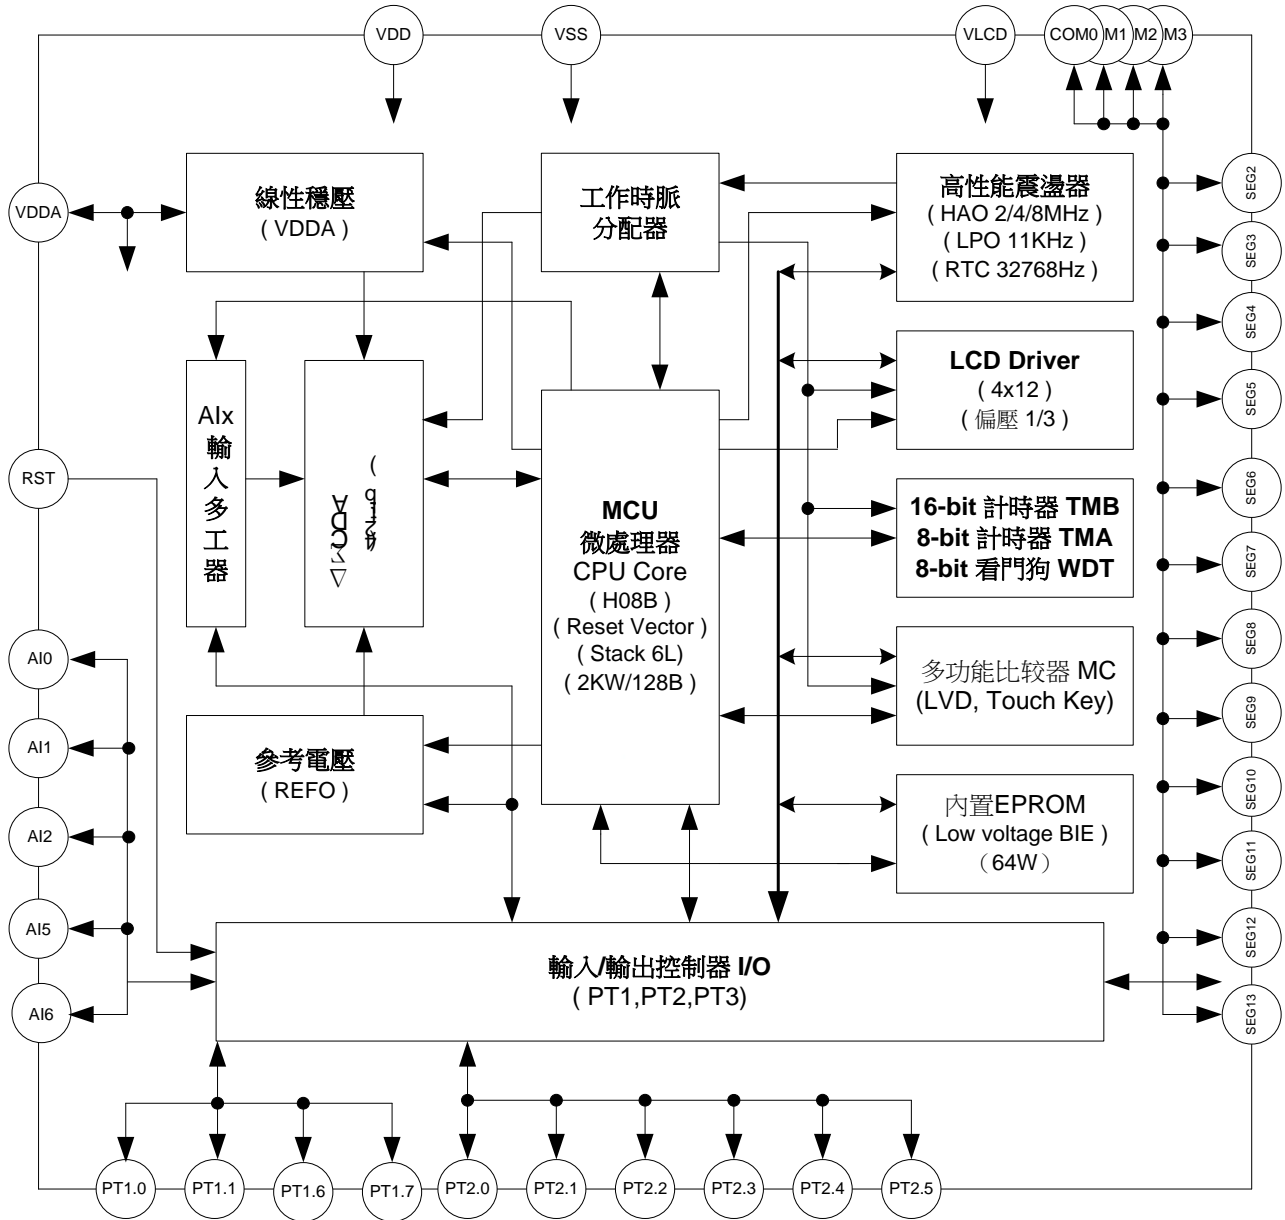 VDD
VSS
VLCD
COM0
M1
M2
M3
VDDA
線性穩壓
( VDDA )
工作時脈
分配器
高性能震盪器
( HAO 2/4/8MHz )
( LPO 11KHz )
( RTC 32768Hz )
SEG2
SEG3
SEG4
SEG5
SEG6
SEG7
SEG8
SEG9
SEG10
SEG11
SEG12
SEG13
LCD Driver
( 4x12 )
( 偏壓 1/3 )
RST
AIx
輸
入
多
工
器
MCU
微處理器
CPU Core
( H08B )
( Reset Vector )
( Stack 6L)
( 2KW/128B )
16-bit 計時器 TMB
8-bit 計時器 TMA
8-bit 看門狗 WDT
多功能比较器 MC
(LVD, Touch Key)
AI0
AI1
AI2
AI5
AI6
參考電壓
( REFO )
內置EPROM
( Low voltage BIE )
（64W）
輸入/輸出控制器 I/O
( PT1,PT2,PT3)
PT1.0
PT1.1
PT1.6
PT1.7
PT2.0
PT2.1
PT2.2
PT2.3
PT2.4
PT2.5